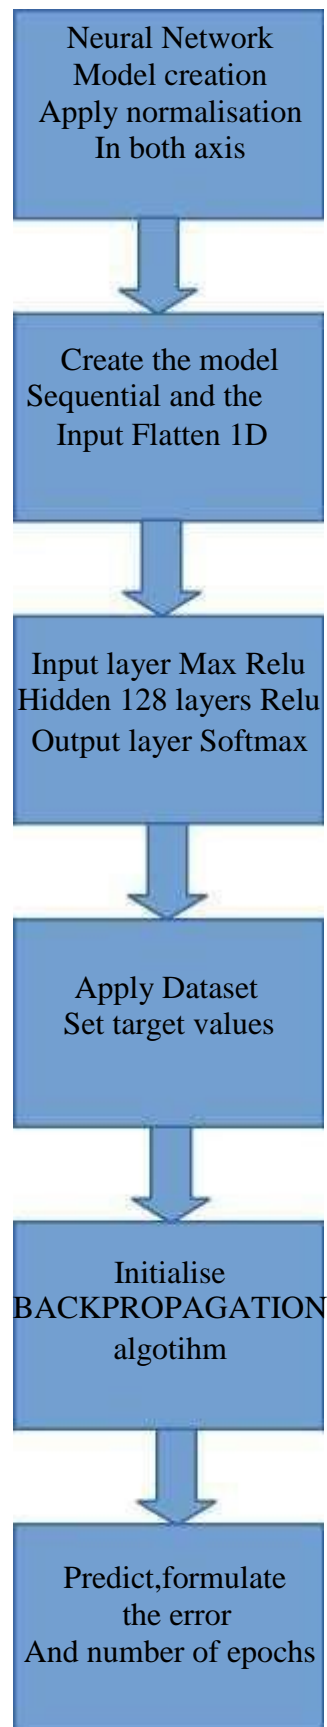 Neural Network
Model creation
Apply normalisation
In both axis
Create the model
Sequential and the
Input Flatten 1D
Input layer Max Relu
Hidden 128 layers Relu
Output layer Softmax
Apply Dataset
Set target values
Initialise
BACKPROPAGATION
algotihm
Predict,formulate
the error
And number of epochs